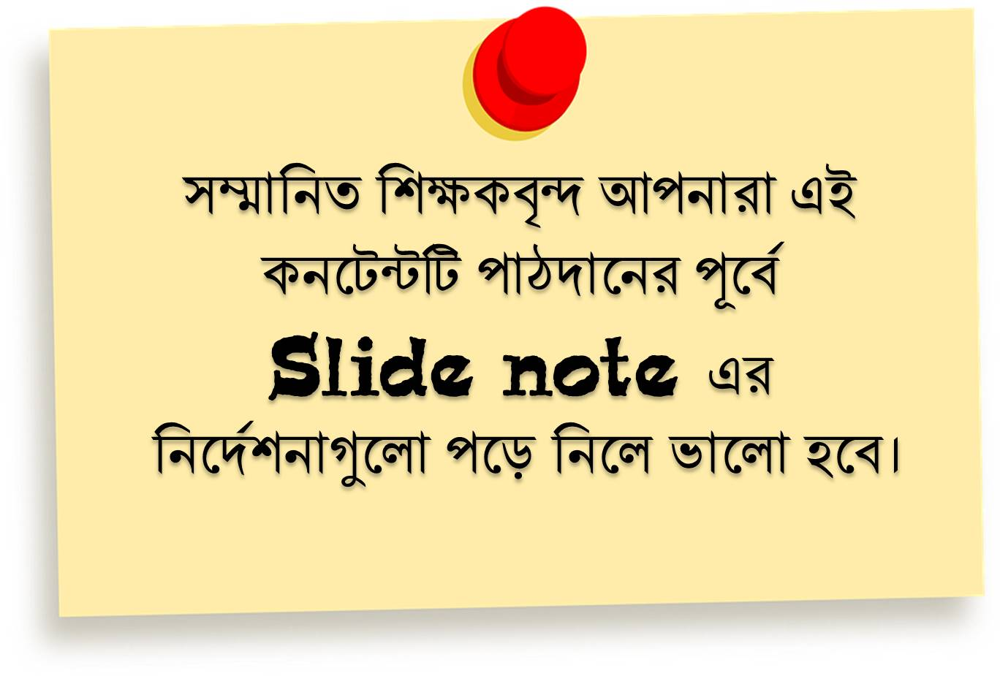 সম্মানিত শিক্ষকবৃন্দ আপনারা এই
কনটেন্টটি পাঠদানের পূর্বে
Slide note এর
নির্দেশনাগুলো পড়ে নিলে ভালো হবে।